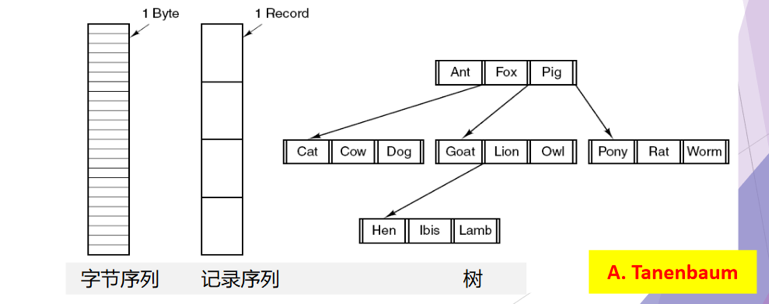 1 Byte
1 Record
Ant Fox Pig
Cat Cow Dog
Goat Lion Owl
Pony Rat Worm
Hen Ibis Lamb
字节序列
记录序列
树
A. Tanenbaum